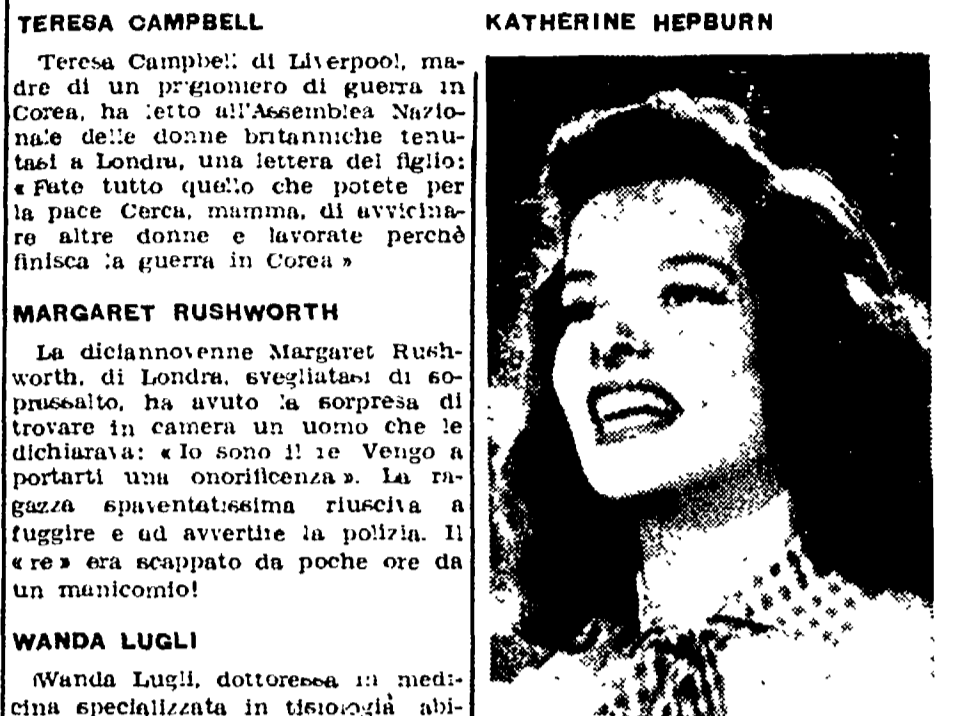 TERESA CAMPBELL
Teresa Campbell di Liverpool, ma-
dre di un prigioniero di guerra in
Corea, ha letto all'Assemblea Nazio-
nale delle donne britanniche tenu-
tasi a Londra, una lettera del figlio:
« Fate tutto quello che potete per
la pace Cerca, mamma, di avvicina-
re altre donne e lavorate perchè
finisca la guerra in Corea »
MARGARET RUSHWORTH
La diciannovenne Margaret Rush-
worth, di Londra, svegliatasi di so-
prassalto, ha avuto la sorpresa di
trovare in camera un uomo che le
dichiarava: « Io sono il re Vengo a
portarti una onorificenza ». La ra-
gazza spaventatissima riusciva a
fuggire e ad avvertire la polizia. Il
« re » era scappato da poche ore da
un manicomio!
WANDA LUGLI
Wanda Lugli, dottoressa in medi-
cina specializzata in tisiologià abi-
KATHERINE HEPBURN